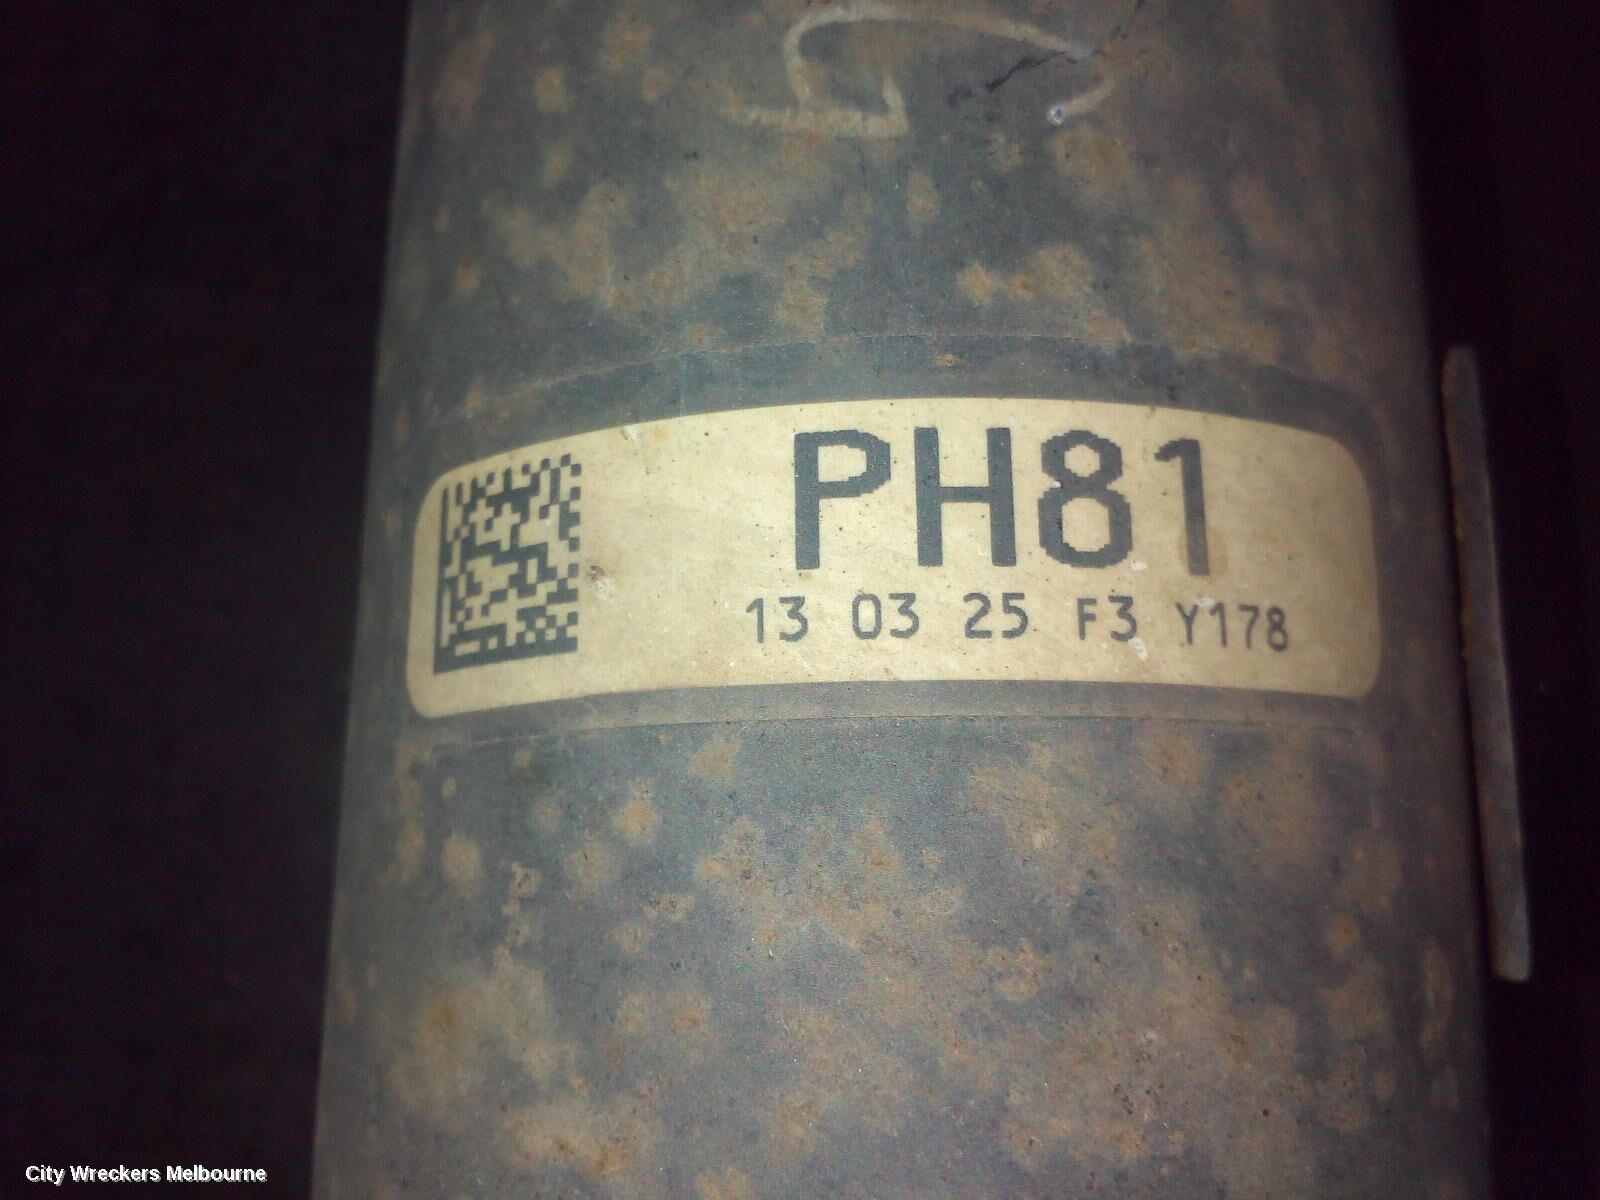 PH81
13 03 25 F3 Y178
City Wreckers Melbourne